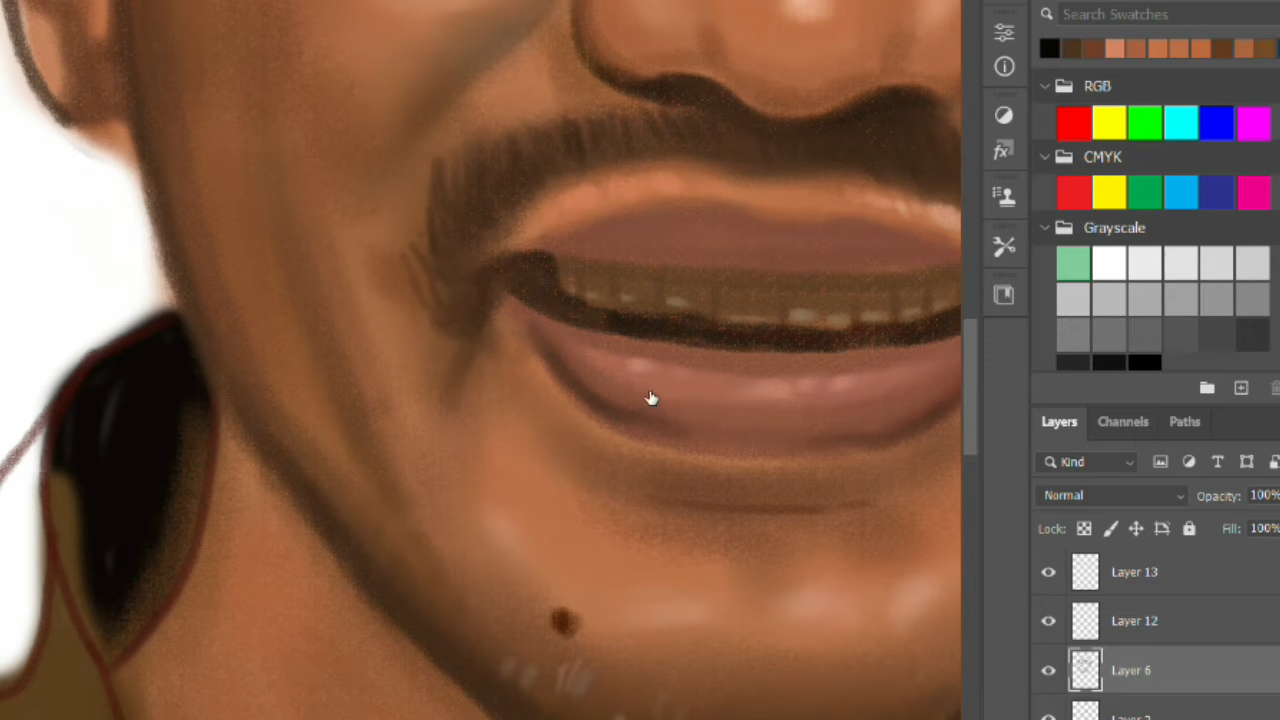 Search Swatches
RGB
CMYK
Grayscale
Layers Channels Paths
Kind
Normal Opacity: 100%
Lock: Fill: 100%
Layer 13
Layer 12
Layer 6